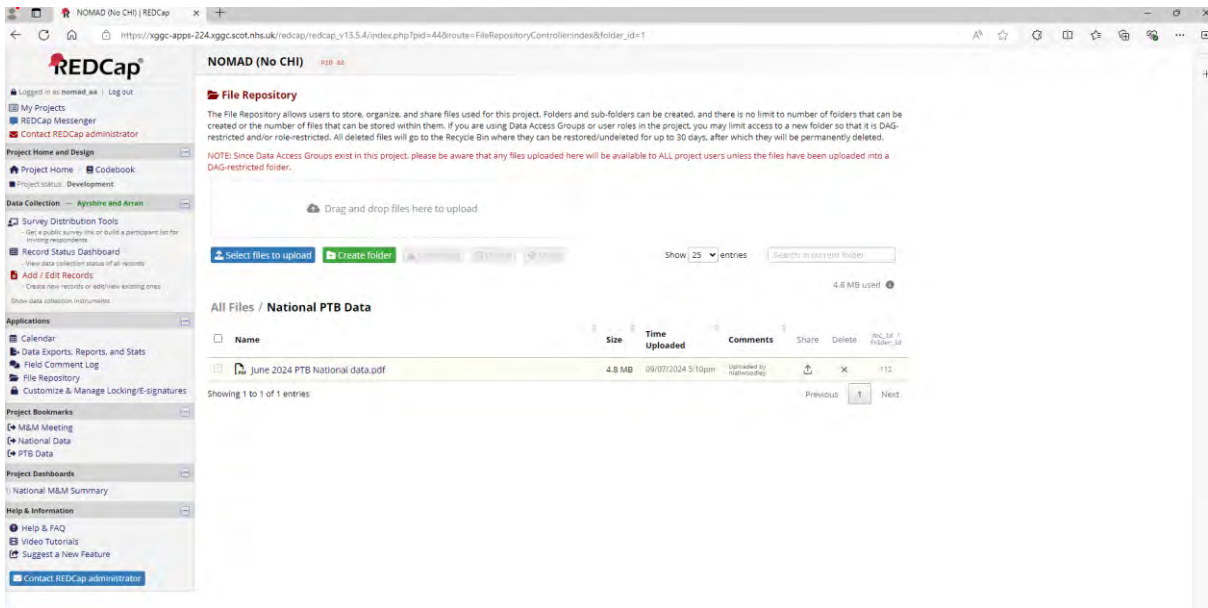 NOMAD (No CHI) | REDCap
https://xggc-apps-224.xggc.scot.nhs.uk/redcap/redcap_v13.5.4/index.php?pid=44&route=FileRepositoryController:index&folder_id=1
REDCap
Logged in as nomad_aa | Log out
My Projects
REDCap Messenger
Contact REDCap administrator
Project Home and Design
Project Home Codebook
Project status: Development
Data Collection — Ayrshire and Arran
Survey Distribution Tools
- Get a public survey link or build a participant list for
inviting respondents
Record Status Dashboard
- View data collection status of all records
Add / Edit Records
- Create new records or edit/view existing ones
Show data collection instruments
Applications
Calendar
Data Exports, Reports, and Stats
Field Comment Log
File Repository
Customize & Manage Locking/E-signatures
Project Bookmarks
M&M Meeting
National Data
PTB Data
Project Dashboards
National M&M Summary
Help & Information
Help & FAQ
Video Tutorials
Suggest a New Feature
Contact REDCap administrator
NOMAD (No CHI) PID 44
File Repository
The File Repository allows users to store, organize, and share files used for this project. Folders and sub-folders can be created, and there is no limit to number of folders that can be
created or the number of files that can be stored within them. If you are using Data Access Groups or user roles in the project, you may limit access to a new folder so that it is DAG-
restricted and/or role-restricted. All deleted files will go to the Recycle Bin where they can be restored/undeleted for up to 30 days, after which they will be permanently deleted.
NOTE: Since Data Access Groups exist in this project, please be aware that any files uploaded here will be available to ALL project users unless the files have been uploaded into a
DAG-restricted folder.
Drag and drop files here to upload
Select files to upload Create folder Show 25 entries Search in current folder
4.8 MB used
All Files / National PTB Data
Name Size Time Uploaded Comments Share Delete doc_id / folder_id
June 2024 PTB National data.pdf 4.8 MB 09/07/2024 5:10pm Uploaded by 112
Showing 1 to 1 of 1 entries Previous 1 Next